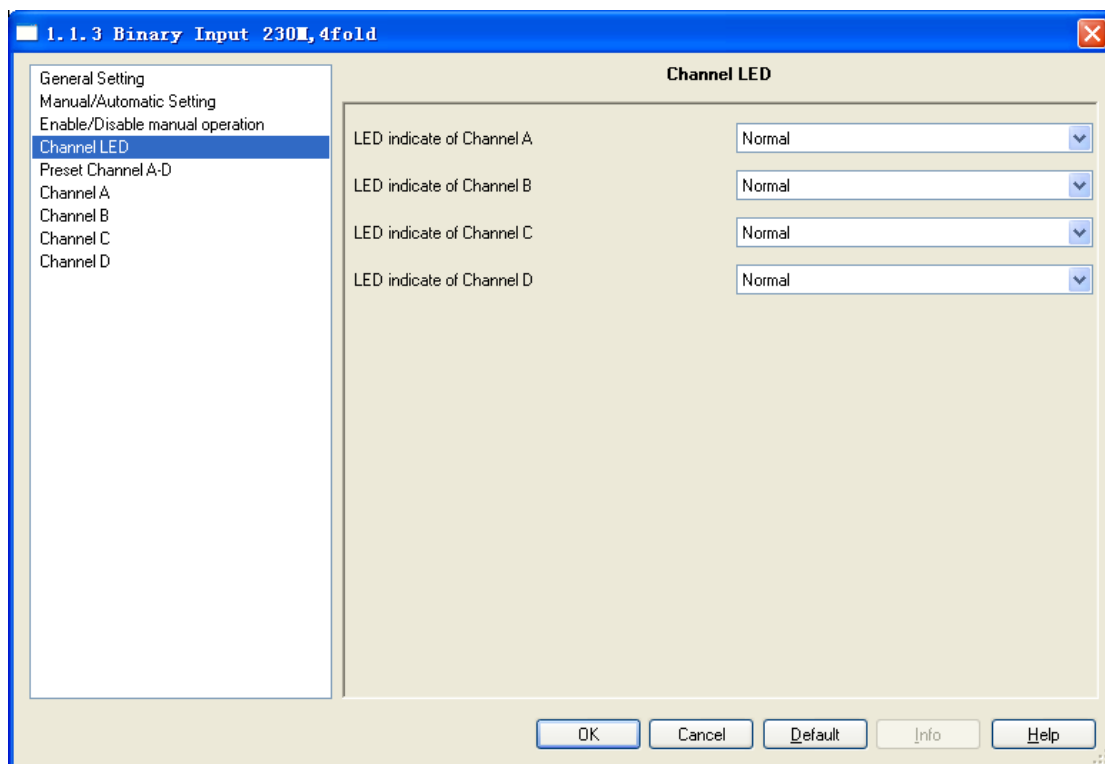 1.1.3 Binary Input 230M,4fold
General Setting
Manual/Automatic Setting
Enable/Disable manual operation
Channel LED
Preset Channel A-D
Channel A
Channel B
Channel C
Channel D
Channel LED
LED indicate of Channel A Normal
LED indicate of Channel B Normal
LED indicate of Channel C Normal
LED indicate of Channel D Normal
OK Cancel Default Info Help